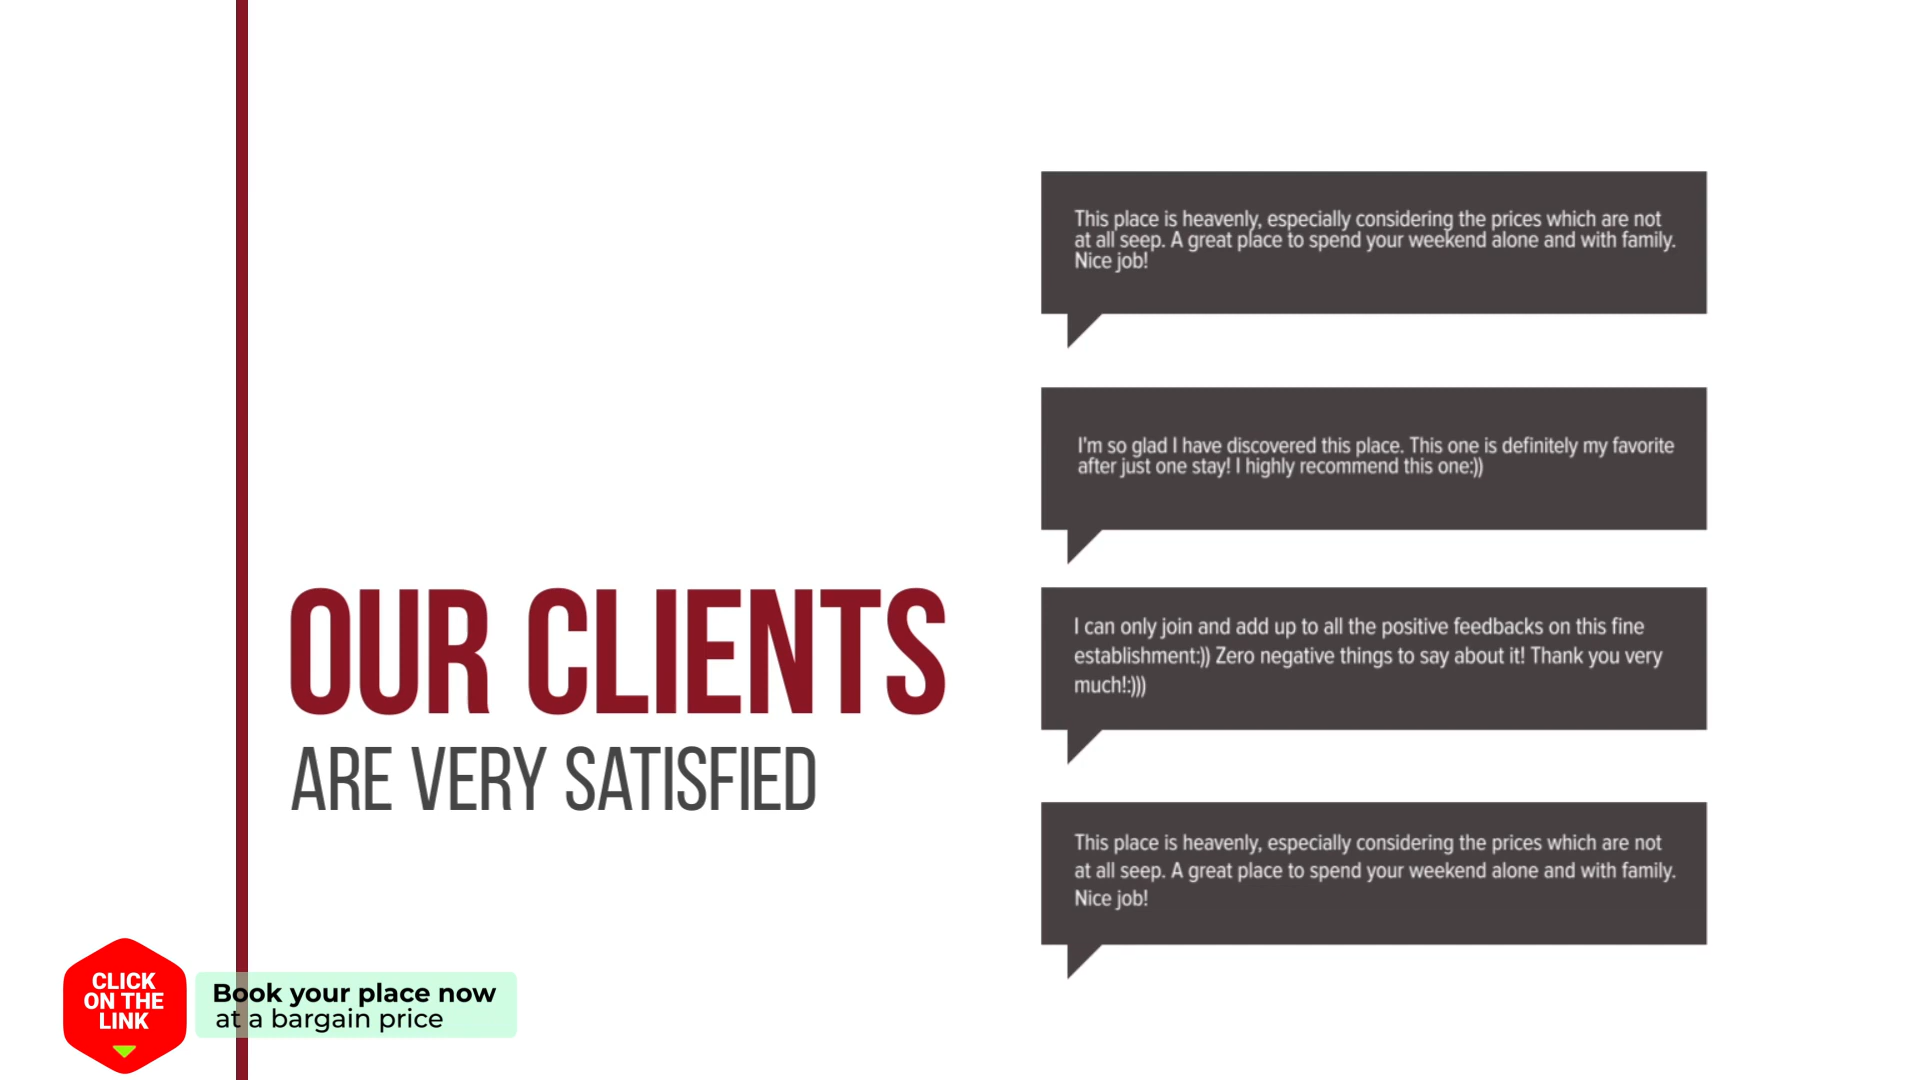 This place is heavenly, especially considering the prices which are not
at all seep. A great place to spend your weekend alone and with family.
Nice job!
I'm so glad I have discovered this place. This one is definitely my favorite
after just one stay! I highly recommend this one:))
OUR CLIENTS
ARE VERY SATISFIED
I can only join and add up to all the positive feedbacks on this fine
establishment:)) Zero negative things to say about it! Thank you very
much!:)))
This place is heavenly, especially considering the prices which are not
at all seep. A great place to spend your weekend alone and with family.
Nice job!
CLICK
ON THE
LINK
Book your place now
at a bargain price